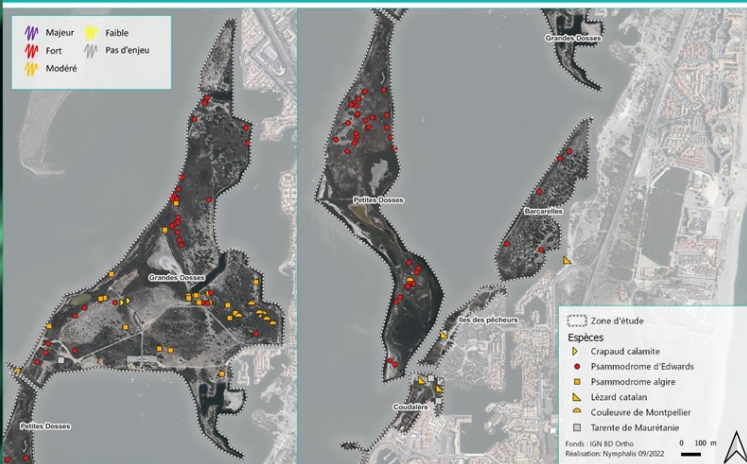 Majeur
Fort
Modéré
Faible
Pas d'enjeu
Grandes Dosses
Petites Dosses
Grandes Dosses
Petites Dosses
Barcarelles
Iles des pêcheurs
Coudalère
Zone d'étude
Espèces
Crapaud calamite
Psammodrome d'Edwards
Psammodrome algire
Lézard catalan
Couleuvre de Montpellier
Tarente de Maurétanie
Fonds : IGN BD Ortho
Réalisation: Nymphalis 09/2022
0 100 m